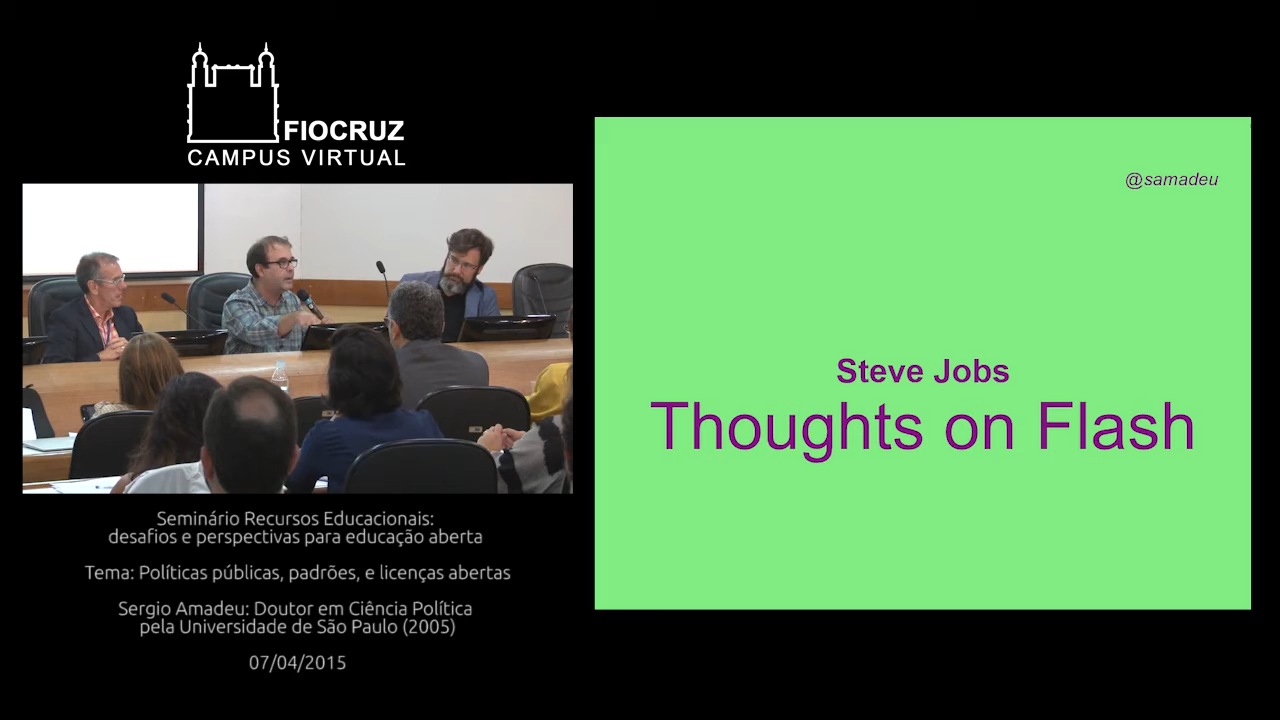 FIOCRUZ
CAMPUS VIRTUAL
Seminário Recursos Educacionais:
desafios e perspectivas para educação aberta
Tema: Políticas públicas, padrões, e licenças abertas
Sergio Amadeu: Doutor em Ciência Política
pela Universidade de São Paulo (2005)
07/04/2015
@samadeu
Steve Jobs
Thoughts on Flash